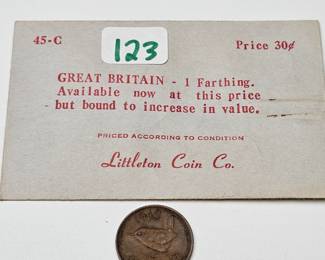 45-C
123
Price 30¢
GREAT BRITAIN - 1 Farthing.
Available now at this price
but bound to increase in value.
PRICED ACCORDING TO CONDITION
Littleton Coin Co.